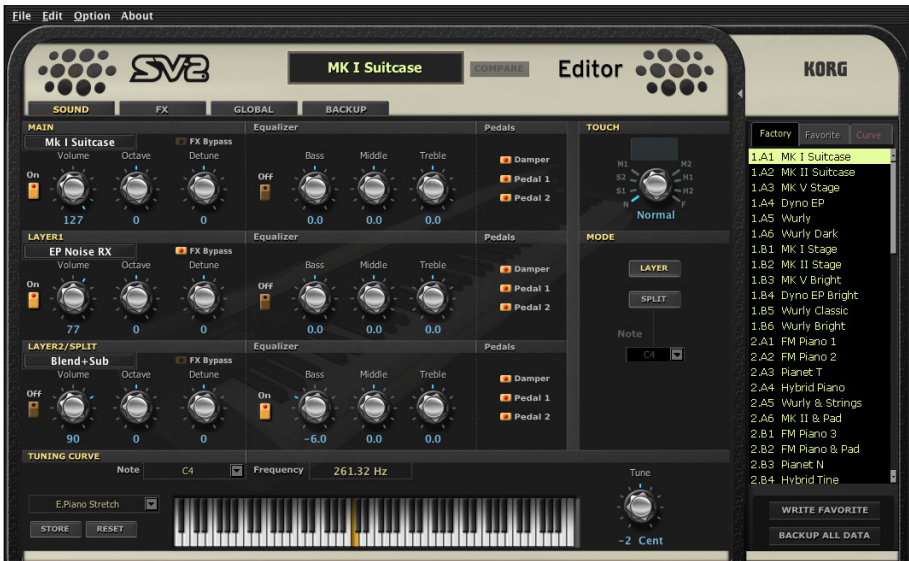 File Edit Option About
SV2
MK I Suitcase
COMPARE
Editor
KORG
SOUND FX GLOBAL BACKUP
MAIN
Mk I Suitcase
FX Bypass
Volume Octave Detune
On
127 0 0
Equalizer
Bass Middle Treble
Off
0.0 0.0 0.0
Pedals
Damper
Pedal 1
Pedal 2
TOUCH
M1 M2
S2 H1
S1 H2
N F
Normal
LAYER1
EP Noise RX
FX Bypass
Volume Octave Detune
On
77 0 0
Equalizer
Bass Middle Treble
Off
0.0 0.0 0.0
Pedals
Damper
Pedal 1
Pedal 2
MODE
LAYER
SPLIT
Note
C4
LAYER2/SPLIT
Blend+Sub
FX Bypass
Volume Octave Detune
Off
90 0 0
Equalizer
Bass Middle Treble
On
-6.0 0.0 0.0
Pedals
Damper
Pedal 1
Pedal 2
TUNING CURVE
Note C4 Frequency 261.32 Hz
E.Piano Stretch
STORE RESET
Tune
-2 Cent
Factory Favorite Curve
1.A1 MK I Suitcase
1.A2 MK II Suitcase
1.A3 MK V Stage
1.A4 Dyno EP
1.A5 Wurly
1.A6 Wurly Dark
1.B1 MK I Stage
1.B2 MK II Stage
1.B3 MK V Bright
1.B4 Dyno EP Bright
1.B5 Wurly Classic
1.B6 Wurly Bright
2.A1 FM Piano 1
2.A2 FM Piano 2
2.A3 Pianet T
2.A4 Hybrid Piano
2.A5 Wurly & Strings
2.A6 MK II & Pad
2.B1 FM Piano 3
2.B2 FM Piano & Pad
2.B3 Pianet N
2.B4 Hybrid Tine
WRITE FAVORITE
BACKUP ALL DATA